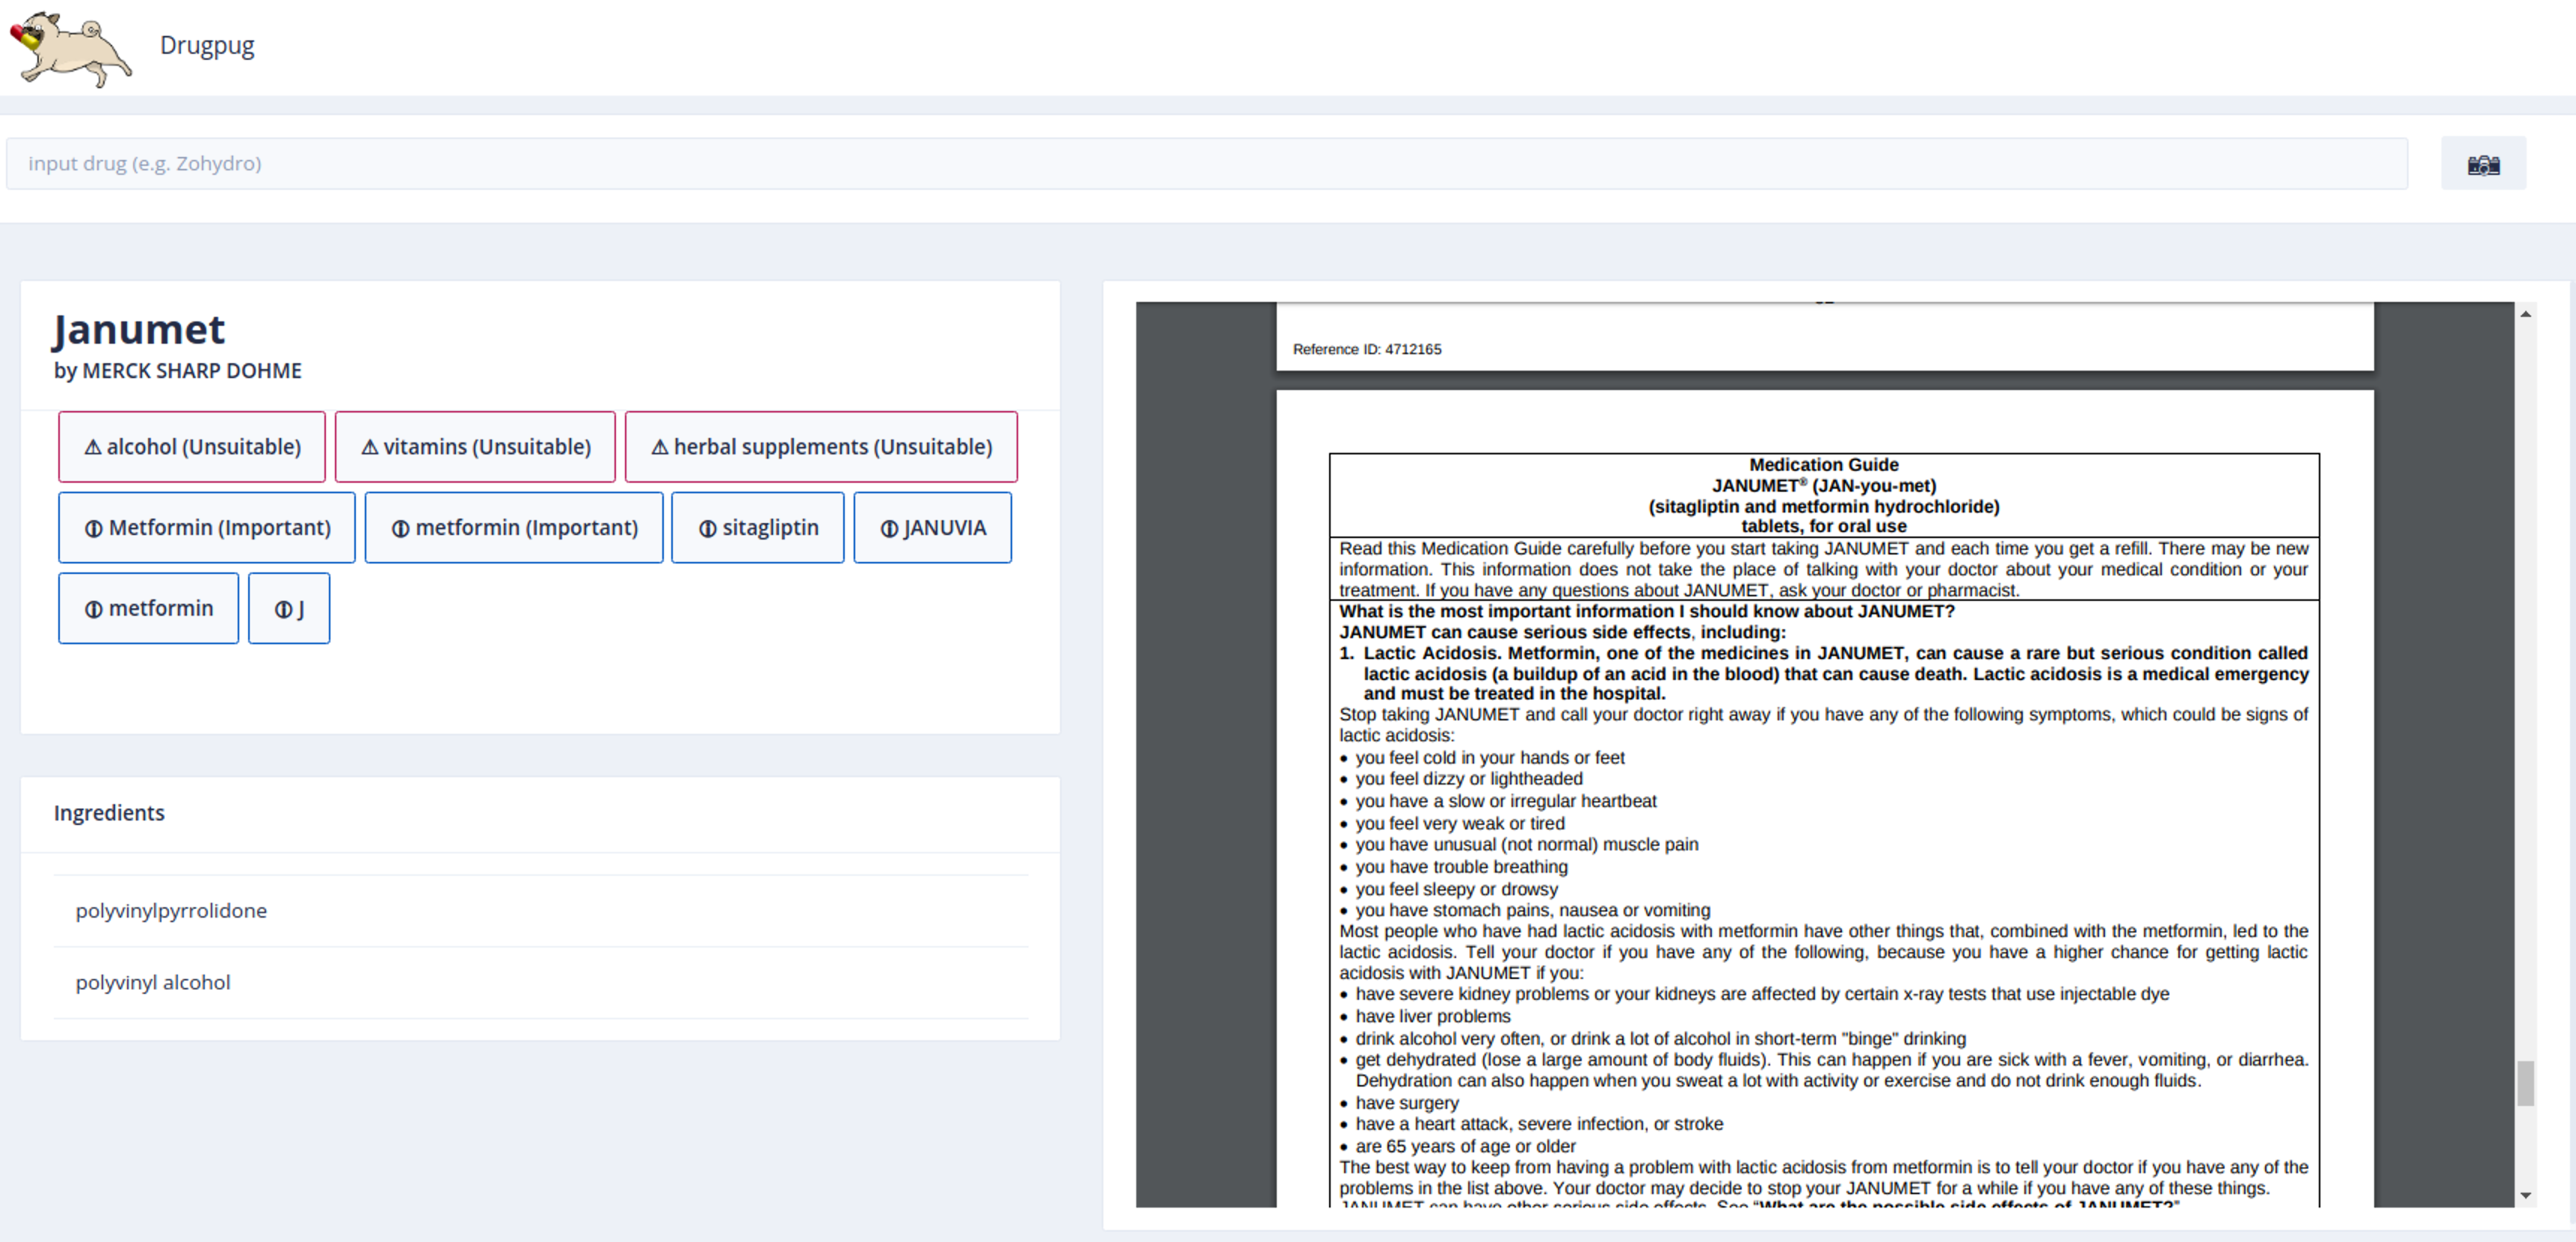 Drugpug
input drug (e.g. Zohydro)
Janumet
by MERCK SHARP DOHME
⚠ alcohol (Unsuitable)
⚠ vitamins (Unsuitable)
⚠ herbal supplements (Unsuitable)
Metformin (Important)
metformin (Important)
sitagliptin
JANUVIA
metformin
J
Ingredients
polyvinylpyrrolidone
polyvinyl alcohol
Reference ID: 4712165
Medication Guide
JANUMET® (JAN-you-met)
(sitagliptin and metformin hydrochloride)
tablets, for oral use
Read this Medication Guide carefully before you start taking JANUMET and each time you get a refill. There may be new
information. This information does not take the place of talking with your doctor about your medical condition or your
treatment. If you have any questions about JANUMET, ask your doctor or pharmacist.
What is the most important information I should know about JANUMET?
JANUMET can cause serious side effects, including:
1. Lactic Acidosis. Metformin, one of the medicines in JANUMET, can cause a rare but serious condition called
lactic acidosis (a buildup of an acid in the blood) that can cause death. Lactic acidosis is a medical emergency
and must be treated in the hospital.
Stop taking JANUMET and call your doctor right away if you have any of the following symptoms, which could be signs of
lactic acidosis:
• you feel cold in your hands or feet
• you feel dizzy or lightheaded
• you have a slow or irregular heartbeat
• you feel very weak or tired
• you have unusual (not normal) muscle pain
• you have trouble breathing
• you feel sleepy or drowsy
• you have stomach pains, nausea or vomiting
Most people who have had lactic acidosis with metformin have other things that, combined with the metformin, led to the
lactic acidosis. Tell your doctor if you have any of the following, because you have a higher chance for getting lactic
acidosis with JANUMET if you:
• have severe kidney problems or your kidneys are affected by certain x-ray tests that use injectable dye
• have liver problems
• drink alcohol very often, or drink a lot of alcohol in short-term "binge" drinking
• get dehydrated (lose a large amount of body fluids). This can happen if you are sick with a fever, vomiting, or diarrhea.
Dehydration can also happen when you sweat a lot with activity or exercise and do not drink enough fluids.
• have surgery
• have a heart attack, severe infection, or stroke
• are 65 years of age or older
The best way to keep from having a problem with lactic acidosis from metformin is to tell your doctor if you have any of the
problems in the list above. Your doctor may decide to stop your JANUMET for a while if you have any of these things.
JANUMET can have other serious side effects. See “What are the possible side effects of JANUMET?”